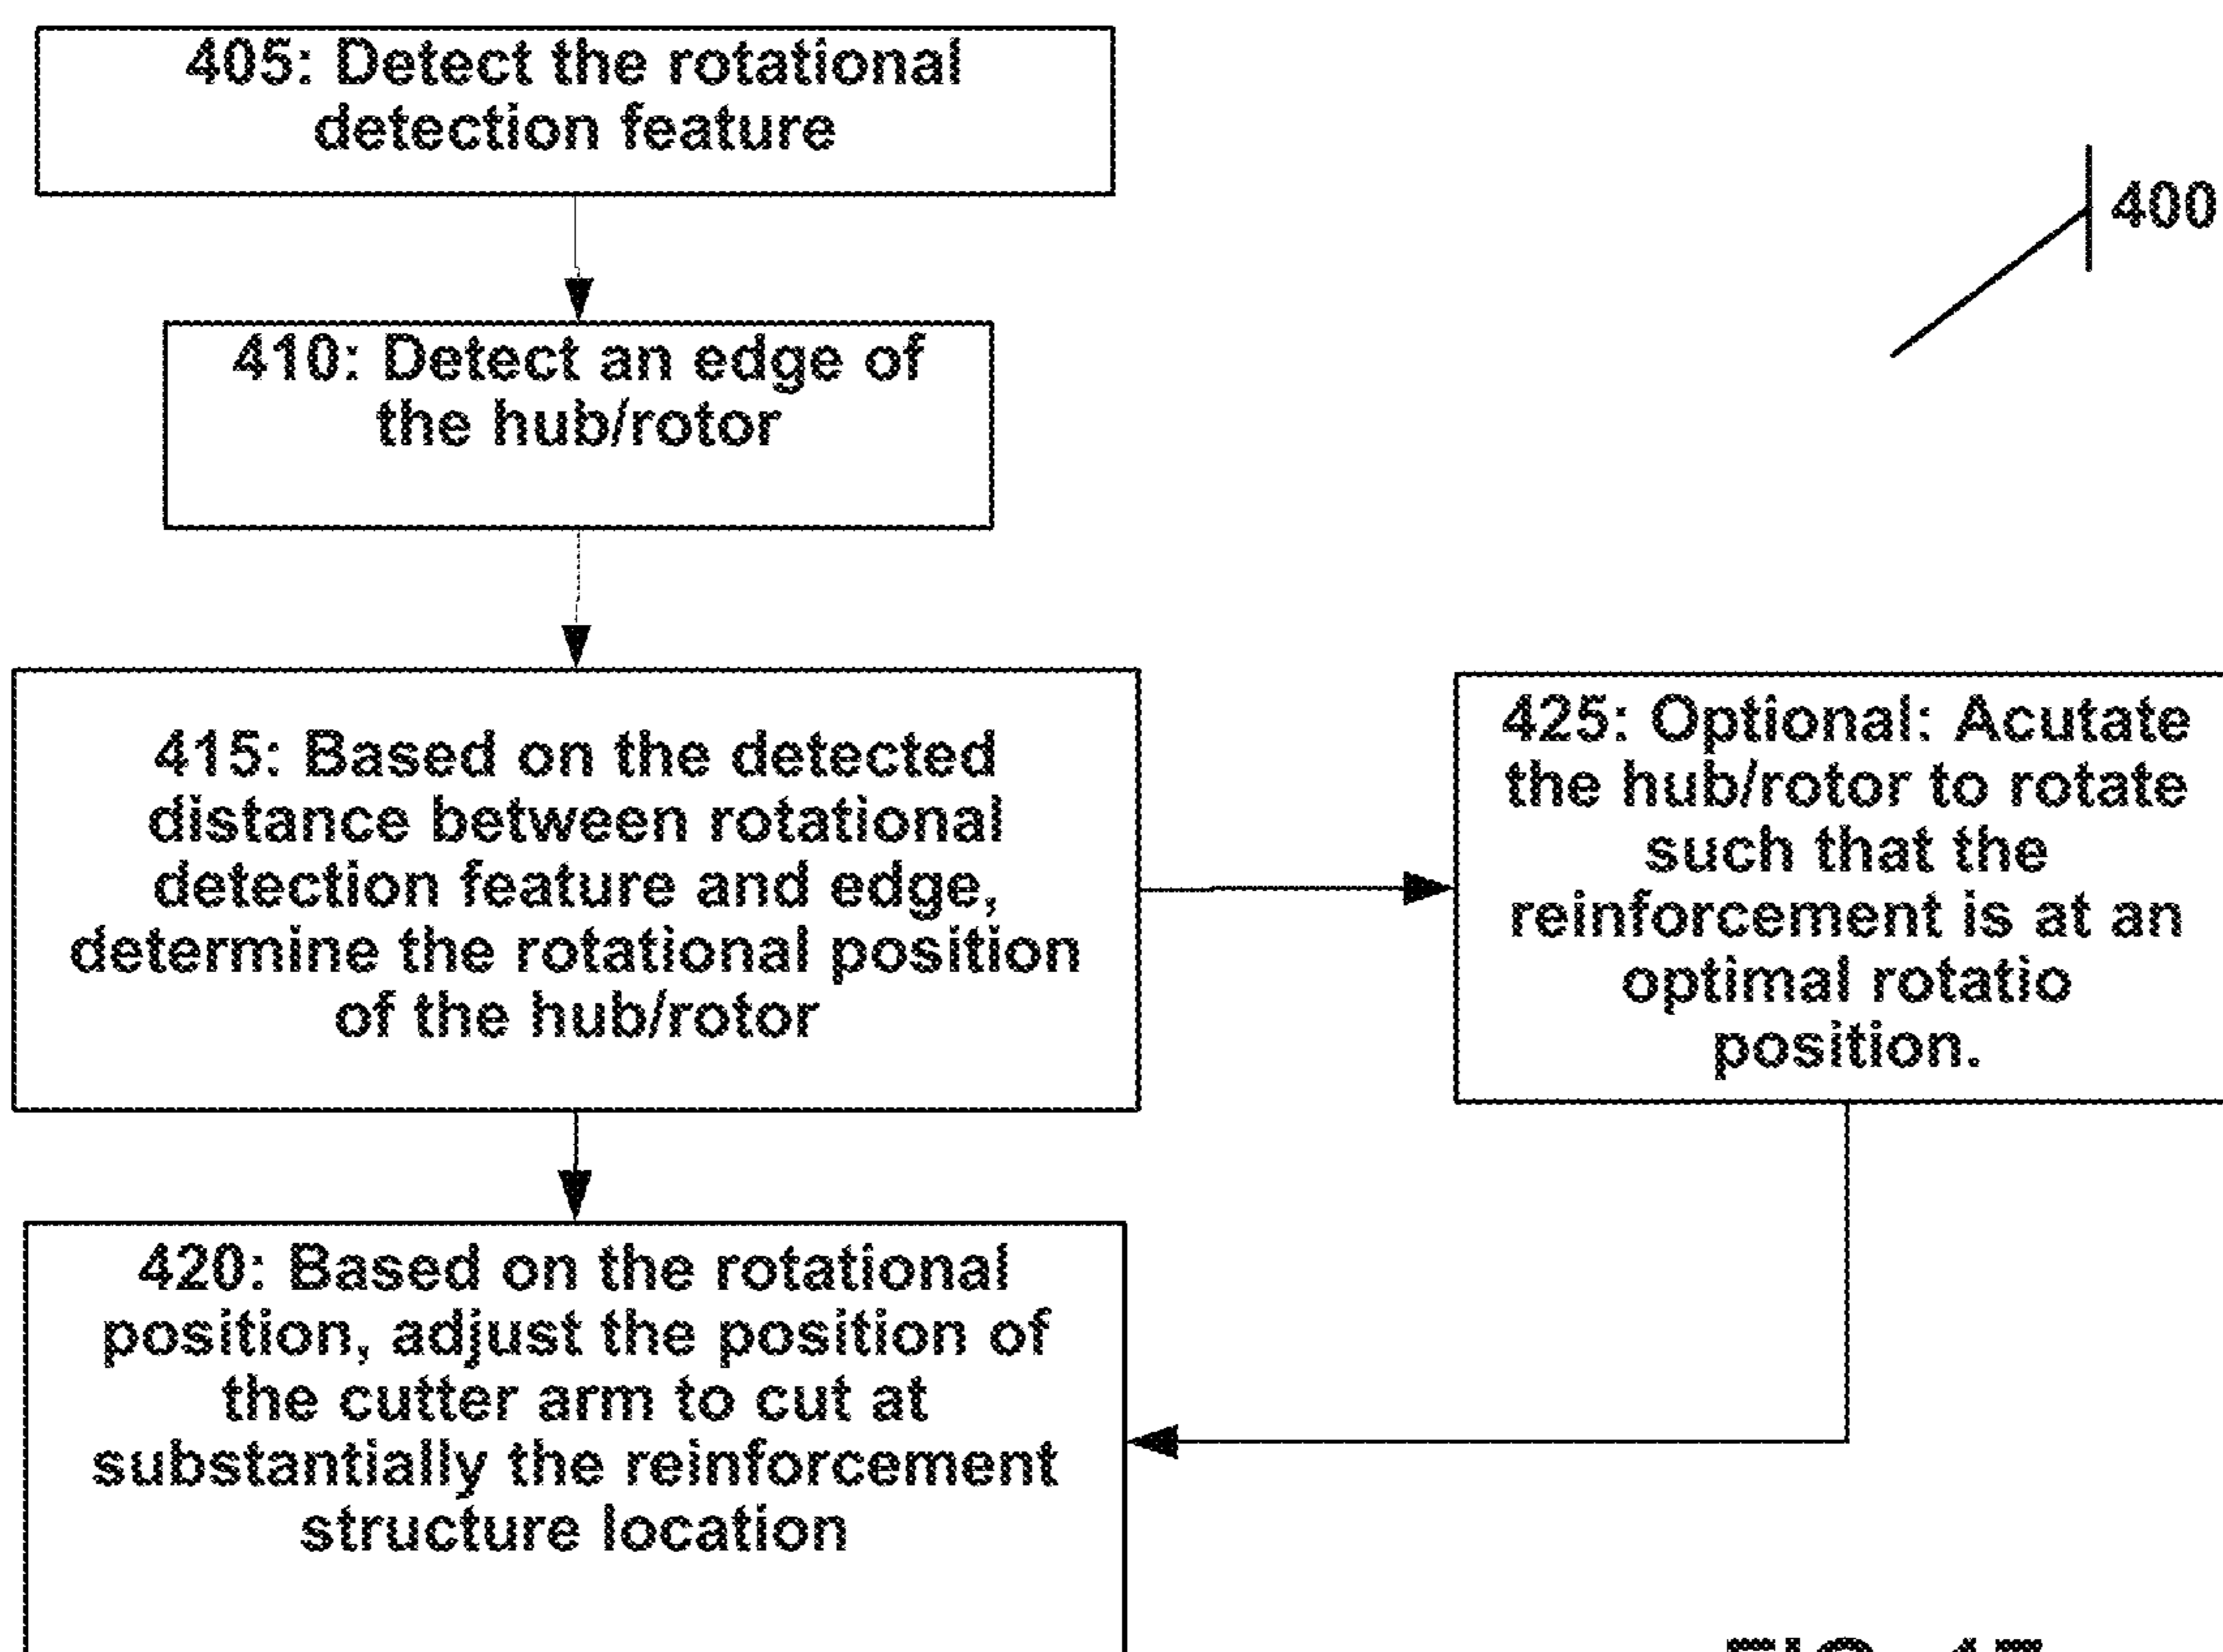 405: Detect the rotational
detection feature
400
410: Detect an edge of
the hub/rotor
415: Based on the detected
distance between rotational
detection feature and edge,
determine the rotational position
of the hub/rotor
425: Optional: Acutate
the hub/rotor to rotate
such that the
reinforcement is at an
optimal rotatio
position.
420: Based on the rotational
position, adjust the position of
the cutter arm to cut at
substantially the reinforcement
structure location